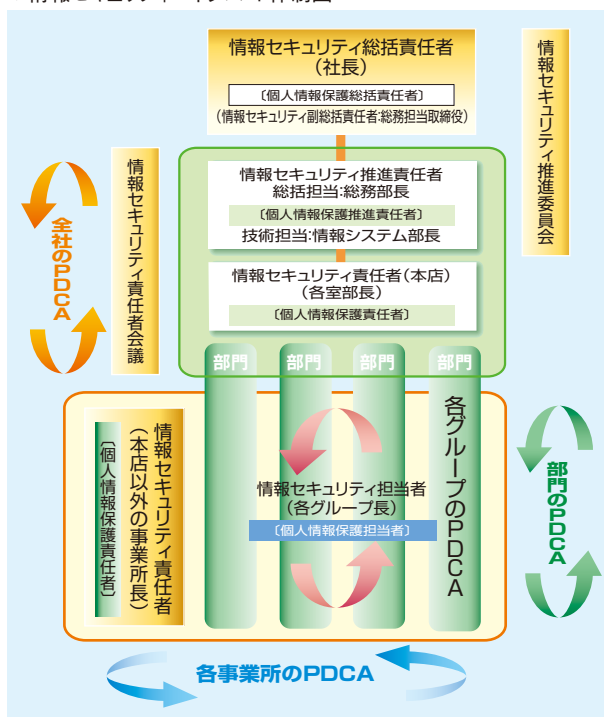 情報セキュリティ総括責任者
(社長)
〔個人情報保護総括責任者〕
(情報セキュリティ副総括責任者:総務担当取締役)
情報セキュリティ推進委員会
情報セキュリティ推進責任者
総括担当:総務部長
〔個人情報保護推進責任者〕
技術担当:情報システム部長
情報セキュリティ責任者(本店)
(各室部長)
〔個人情報保護責任者〕
情報セキュリティ責任者会議
全社のPDCA
部門
部門
部門
部門
情報セキュリティ責任者
(本店以外の事業所長)
〔個人情報保護責任者〕
情報セキュリティ担当者
(各グループ長)
〔個人情報保護担当者〕
各グループのPDCA
部門のPDCA
各事業所のPDCA